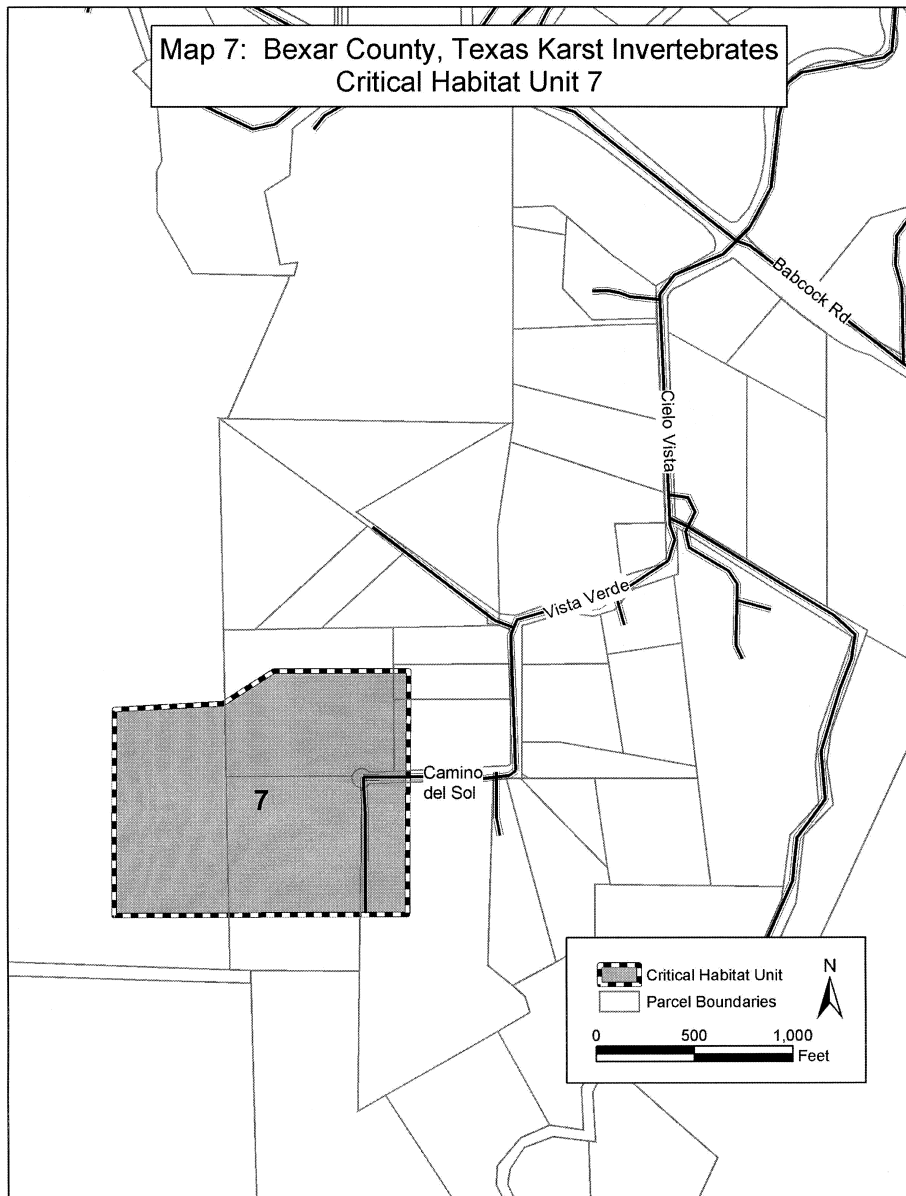 Map 7: Bexar County, Texas Karst Invertebrates
Critical Habitat Unit 7
Babcock Rd
Cielo Vista
Vista Verde
Camino
del Sol
7
Critical Habitat Unit
Parcel Boundaries
N
0 500 1,000
Feet